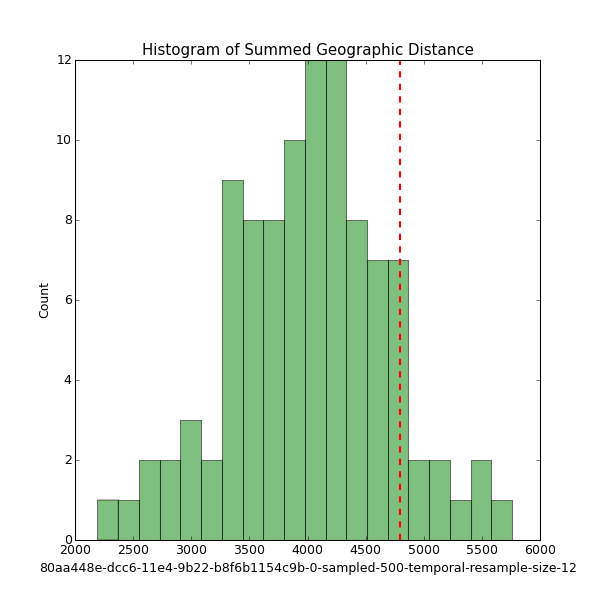 Histogram of Summed Geographic Distance
12
10
8
6
4
2
0
Count
2000 2500 3000 3500 4000 4500 5000 5500 6000
80aa448e-dcc6-11e4-9b22-b8f6b1154c9b-0-sampled-500-temporal-resample-size-12